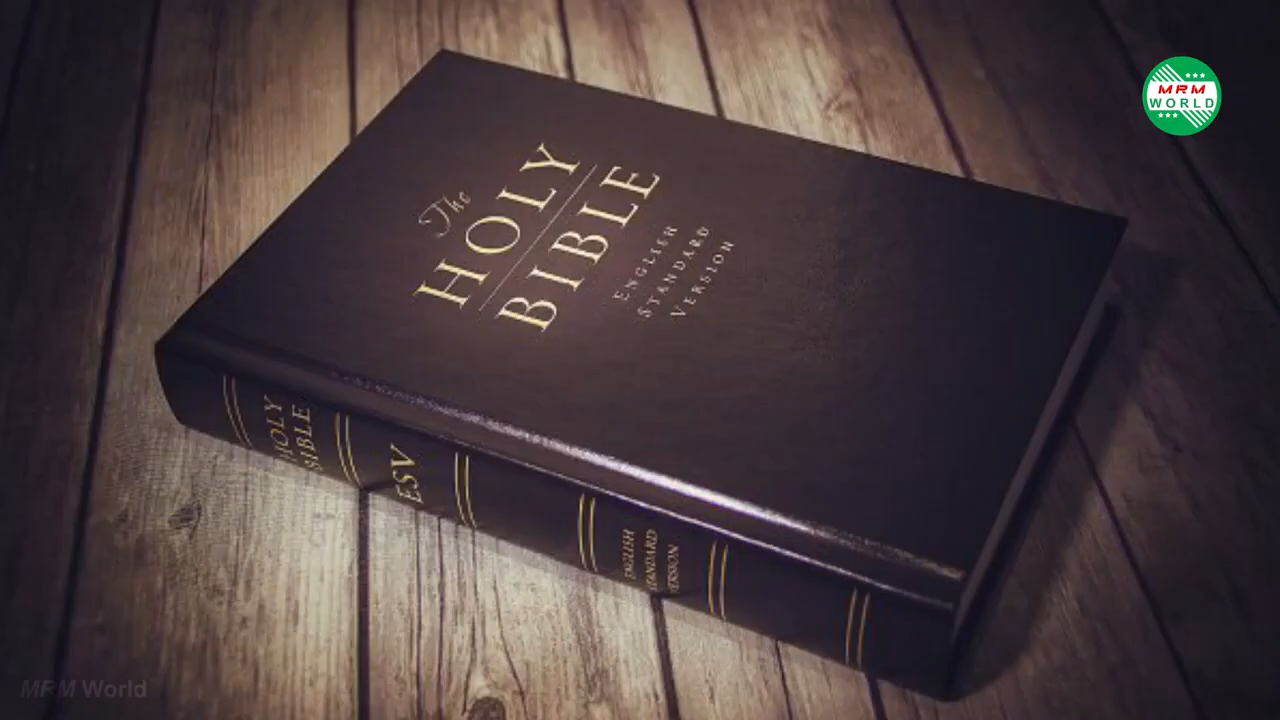 The
HOLY
BIBLE
ENGLISH
STANDARD
VERSION
HOLY
BIBLE
ESV
ENGLISH
STANDARD
VERSION
MRM
WORLD
MRM World